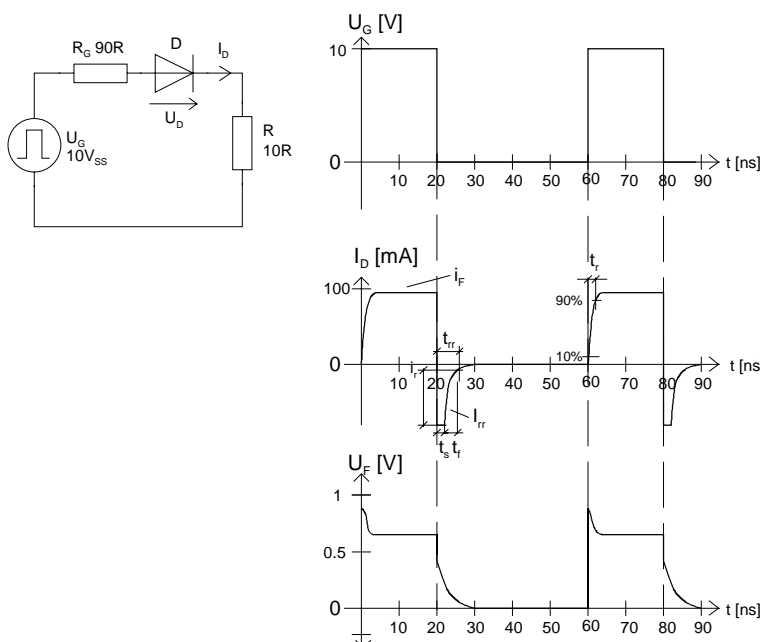 R_G 90R
D
I_D
U_D
U_G
10V_SS
R
10R
U_G [V]
10
0
10 20 30 40 50 60 70 80 90
t [ns]
I_D [mA]
100
i_F
t_r
90%
t_rr
10%
0
i_r
10 20 30 40 50 60 70 80 90
t [ns]
I_rr
t_s t_f
U_F [V]
1
0.5
0
10 20 30 40 50 60 70 80 90
t [ns]